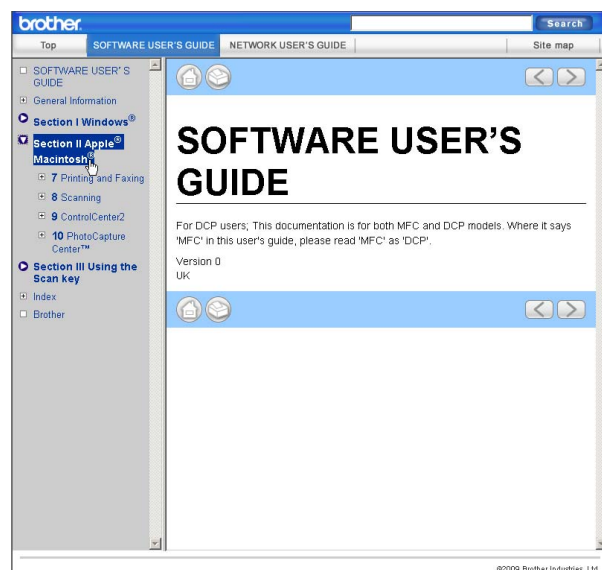 brother.
Search
Top SOFTWARE USER'S GUIDE NETWORK USER'S GUIDE Site map
SOFTWARE USER' S
GUIDE
General Information
Section I Windows®
Section II Apple®
Macintosh®
7 Printing and Faxing
8 Scanning
9 ControlCenter2
10 PhotoCapture
Center™
Section III Using the
Scan key
Index
Brother
SOFTWARE USER'S
GUIDE
For DCP users; This documentation is for both MFC and DCP models. Where it says
'MFC' in this user's guide, please read 'MFC' as 'DCP'.
Version 0
UK
©2009 Brother Industries, Ltd.